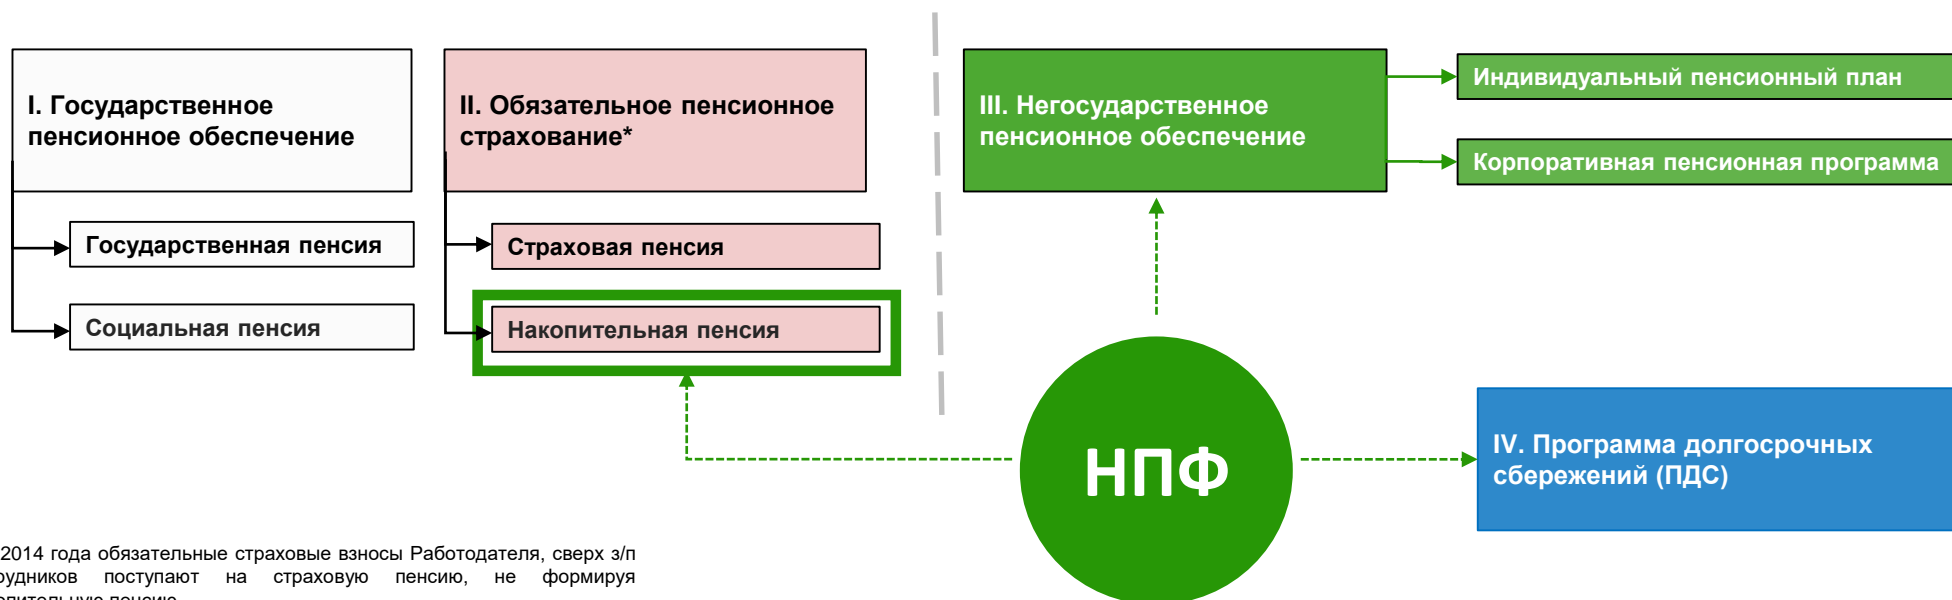 I. Государственное
пенсионное обеспечение
Государственная пенсия
Социальная пенсия
II. Обязательное пенсионное
страхование*
Страховая пенсия
Накопительная пенсия
III. Негосударственное
пенсионное обеспечение
Индивидуальный пенсионный план
Корпоративная пенсионная программа
НПФ
IV. Программа долгосрочных
сбережений (ПДС)
2014 года обязательные страховые взносы Работодателя, сверх з/п
поступают на страховую пенсию, не формируя